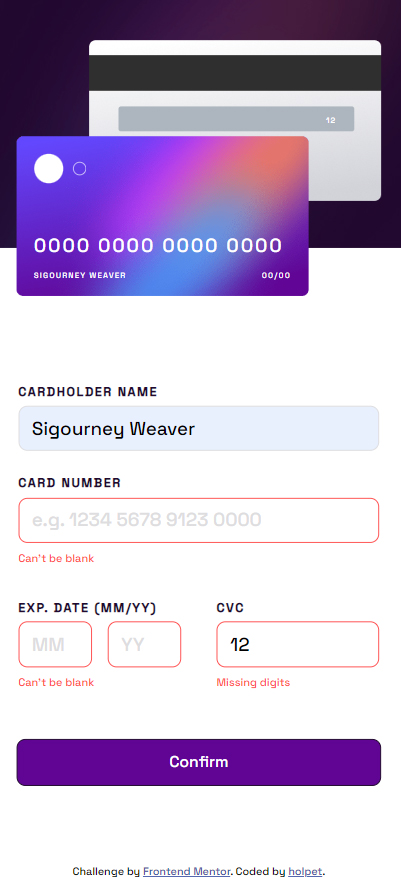 12
0000 0000 0000 0000
SIGOURNEY WEAVER 00/00
CARDHOLDER NAME
Sigourney Weaver
CARD NUMBER
e.g. 1234 5678 9123 0000
Can't be blank
EXP. DATE (MM/YY) CVC
MM YY 12
Can't be blank Missing digits
Confirm
Challenge by Frontend Mentor. Coded by holpet.